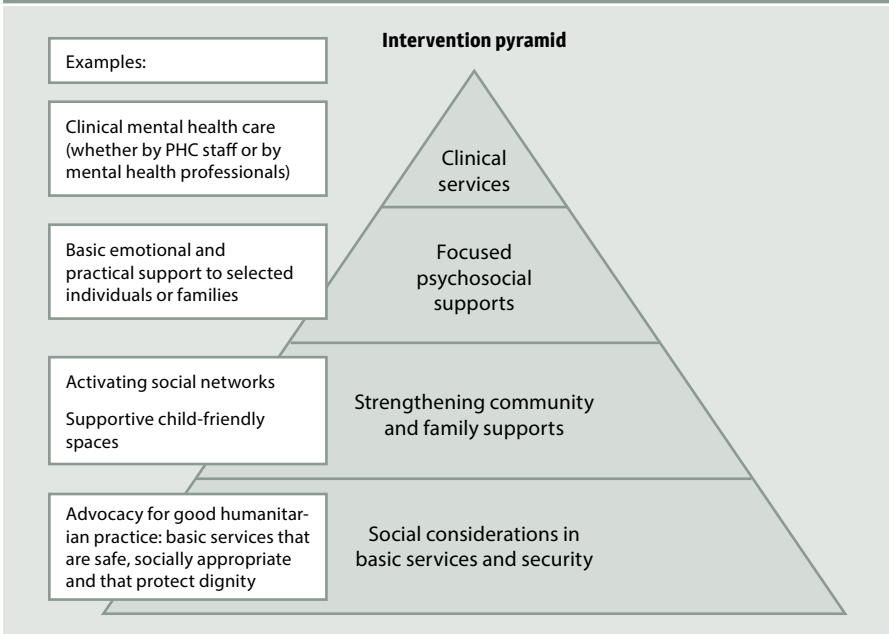 Intervention pyramid
Examples:
Clinical mental health care
(whether by PHC staff or by
mental health professionals)
Clinical
services
Basic emotional and
practical support to selected
individuals or families
Focused
psychosocial
supports
Activating social networks
Supportive child-friendly
spaces
Strengthening community
and family supports
Advocacy for good humanitar-
ian practice: basic services that
are safe, socially appropriate
and that protect dignity
Social considerations in
basic services and security